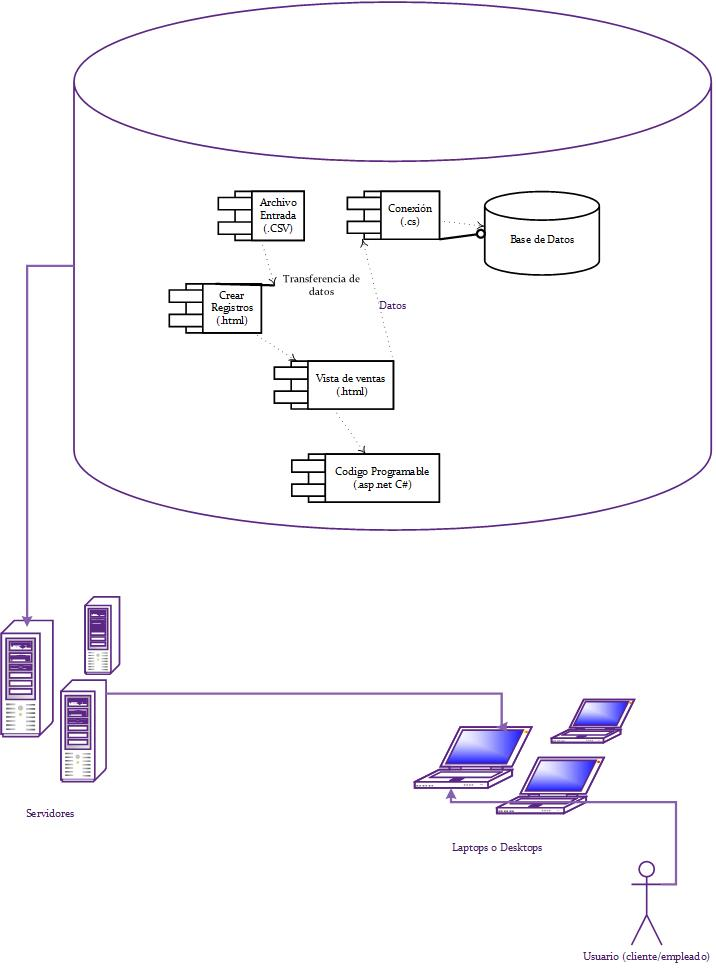 Archivo
Entrada
(.CSV)
Conexión
(.cs)
Base de Datos
Transferencia de
datos
Crear
Registros
(.html)
Datos
Vista de ventas
(.html)
Codigo Programable
(.asp.net C#)
Servidores
Laptops o Desktops
Usuario (cliente/empleado)